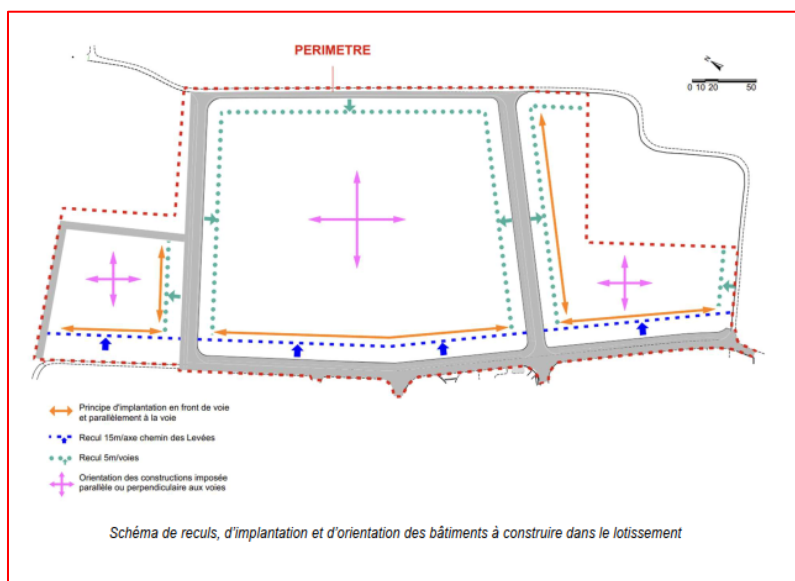 PERIMETRE
N
0 10 20 50
Principe d'implantation en front de voie
et parallèlement à la voie
Recul 15m/axe chemin des Levées
Recul 5m/voies
Orientation des constructions imposée
parallèle ou perpendiculaire aux voies
Schéma de reculs, d'implantation et d'orientation des bâtiments à construire dans le lotissement